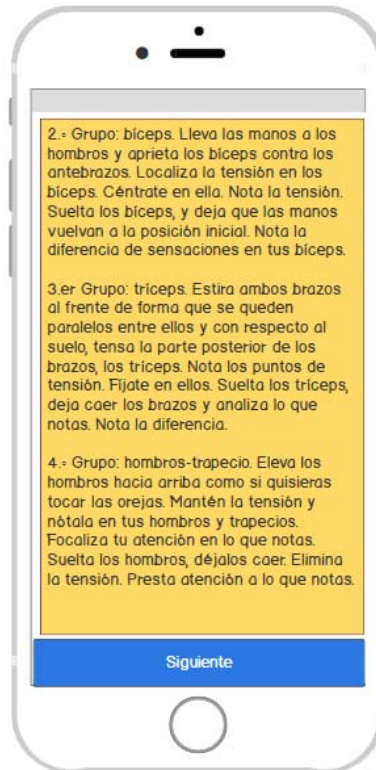 2.º Grupo: bíceps. Lleva las manos a los
hombros y aprieta los bíceps contra los
antebrazos. Localiza la tensión en los
bíceps. Céntrate en ella. Nota la tensión.
Suelta los bíceps, y deja que las manos
vuelvan a la posición inicial. Nota la
diferencia de sensaciones en tus bíceps.
3.er Grupo: tríceps. Estira ambos brazos
al frente de forma que se queden
paralelos entre ellos y con respecto al
suelo, tensa la parte posterior de los
brazos, los tríceps. Nota los puntos de
tensión. Fíjate en ellos. Suelta los tríceps,
deja caer los brazos y analiza lo que
notas. Nota la diferencia.
4.º Grupo: hombros-trapecio. Eleva los
hombros hacia arriba como si quisieras
tocar las orejas. Mantén la tensión y
nótala en tus hombros y trapecios.
Focaliza tu atención en lo que notas.
Suelta los hombros, déjalos caer. Elimina
la tensión. Presta atención a lo que notas.
Siguiente